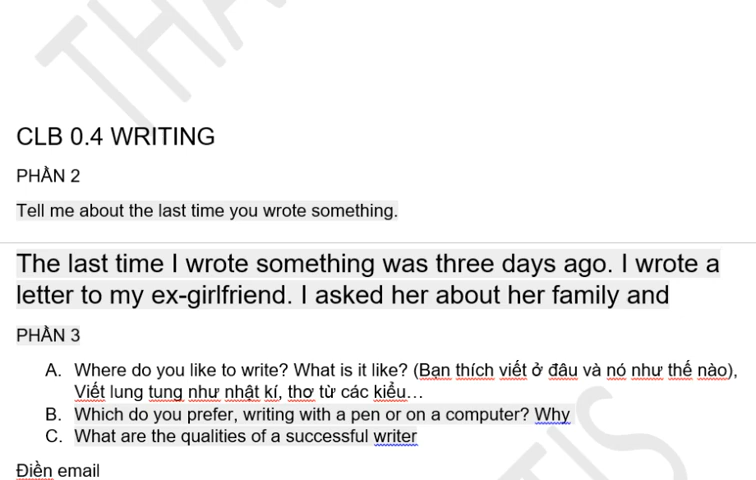 CLB 0.4 WRITING
PHẦN 2
Tell me about the last time you wrote something.
The last time I wrote something was three days ago. I wrote a
letter to my ex-girlfriend. I asked her about her family and
PHẦN 3
A. Where do you like to write? What is it like? (Bạn thích viết ở đâu và nó như thế nào),
Viết lung tung như nhật kí, thơ từ các kiểu…
B. Which do you prefer, writing with a pen or on a computer? Why
C. What are the qualities of a successful writer
Điền email